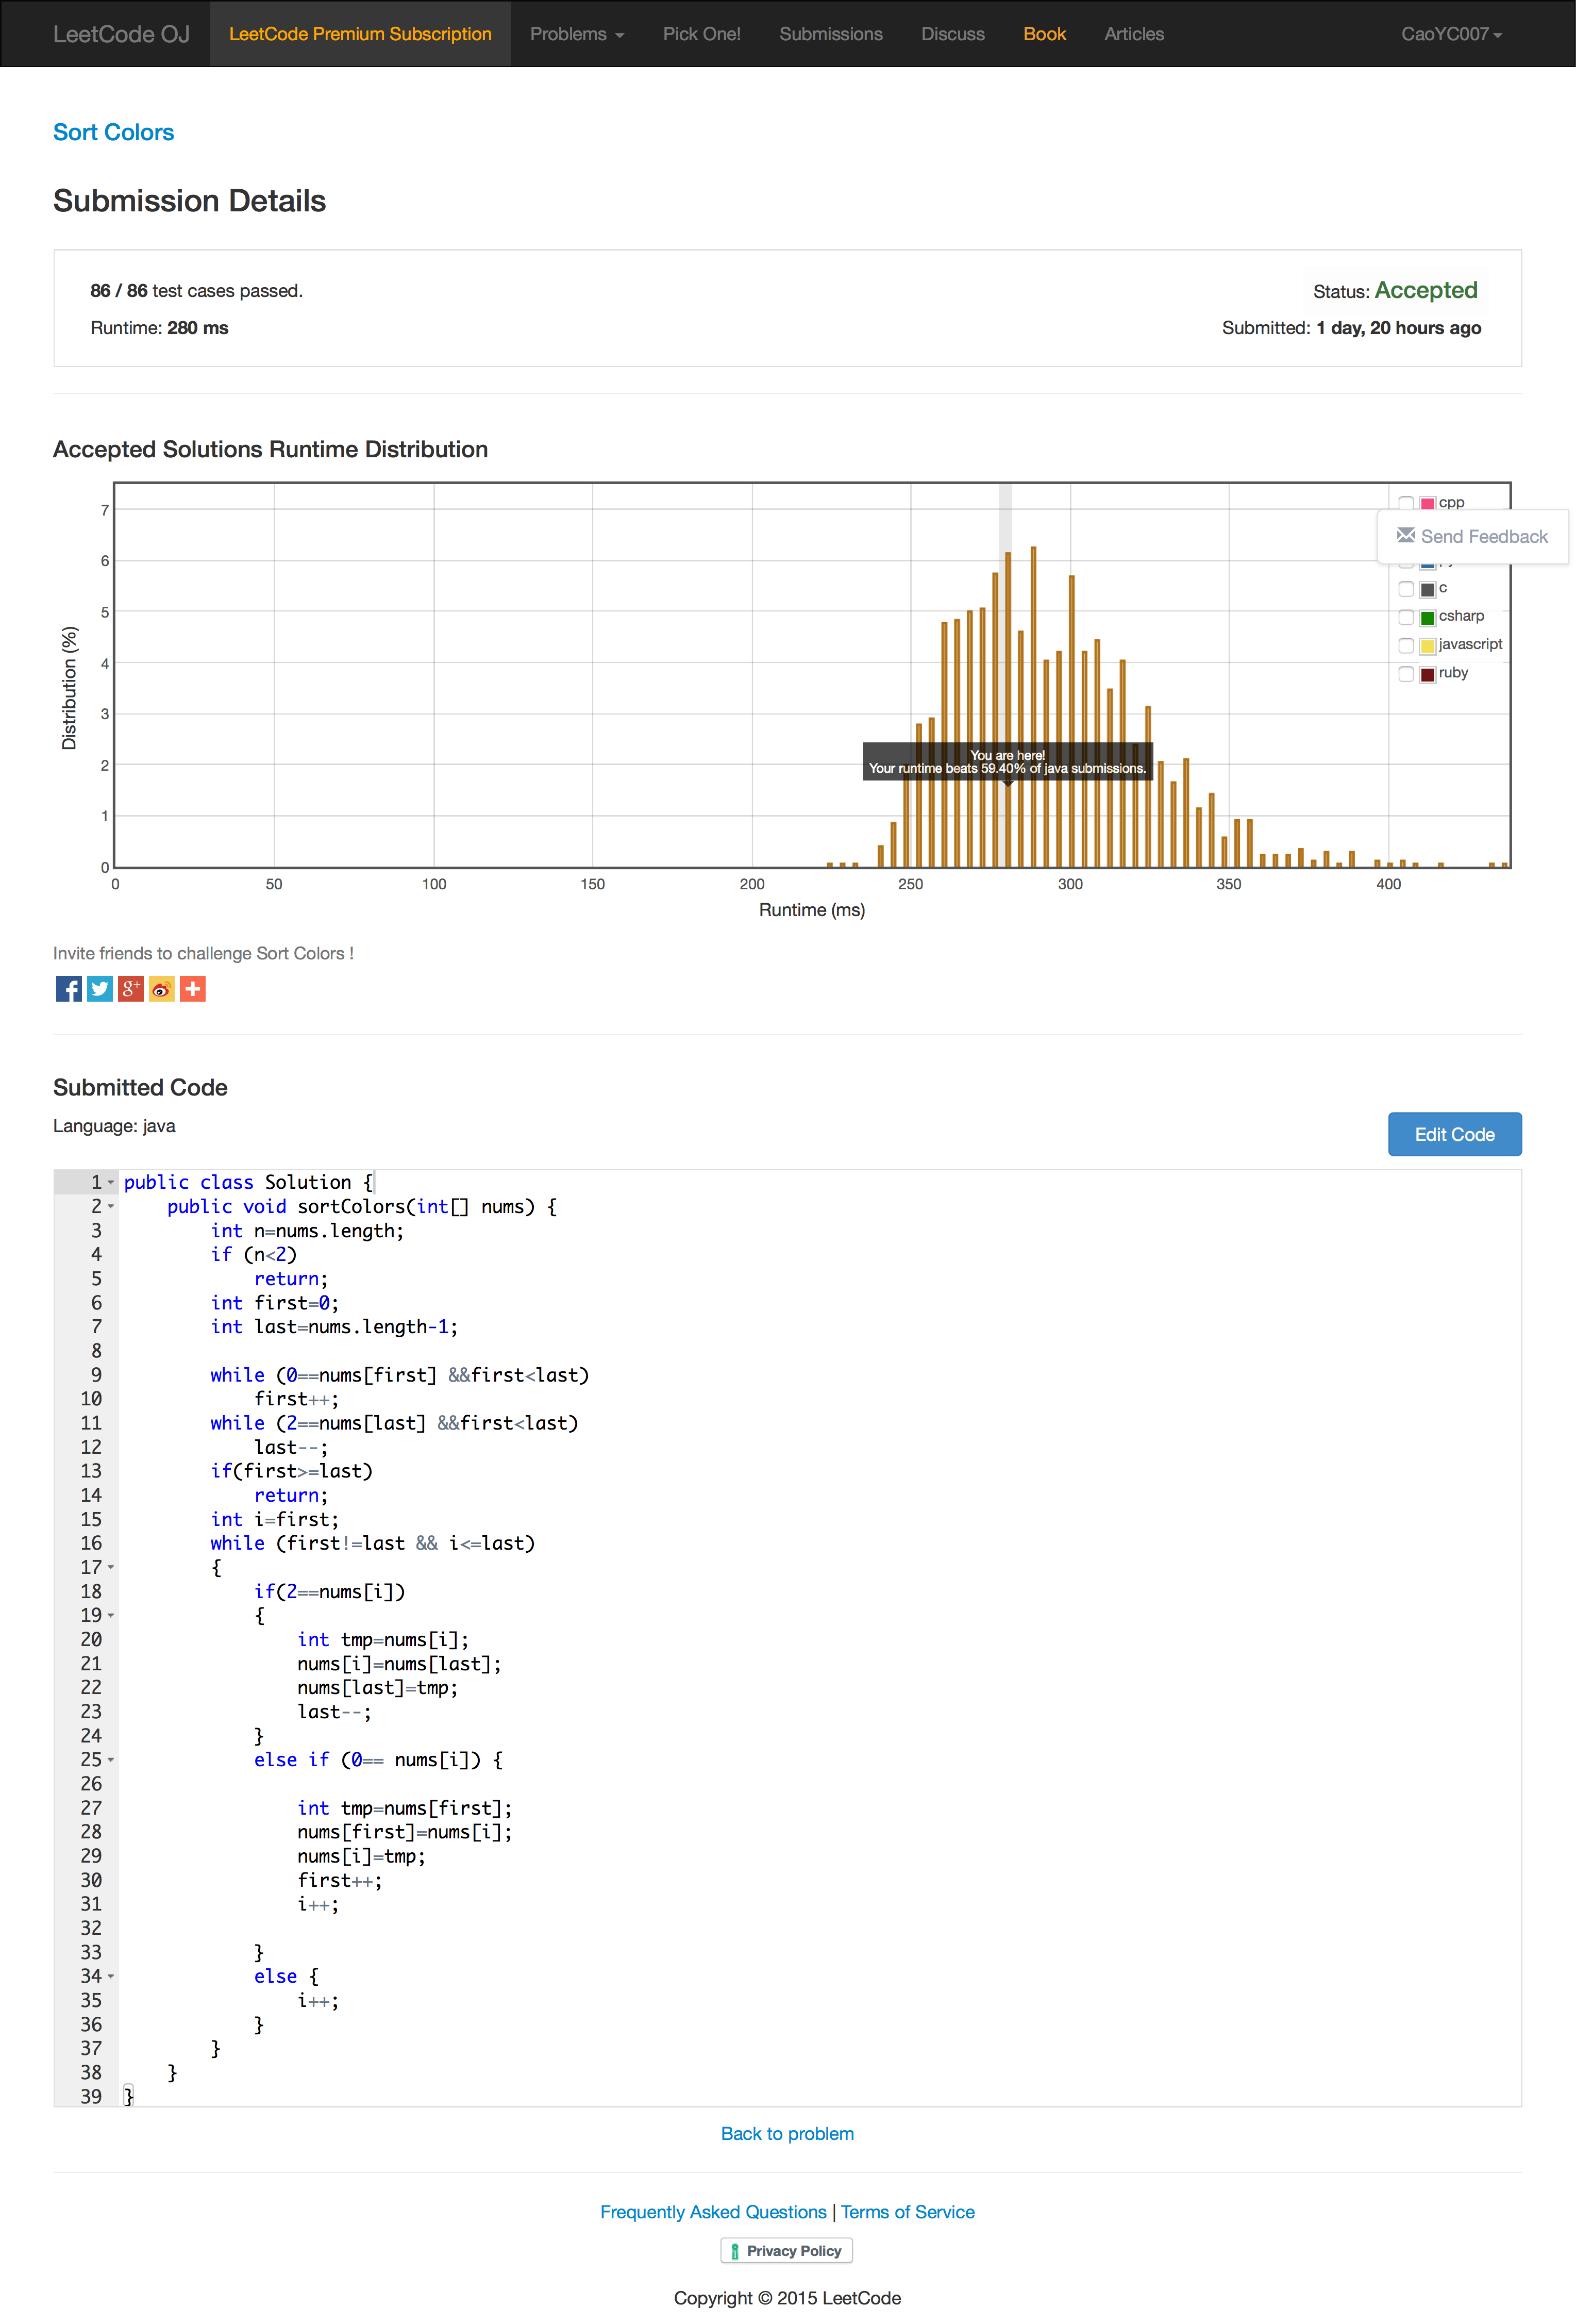 LeetCode OJ LeetCode Premium Subscription Problems Pick One! Submissions Discuss Book Articles CaoYC007
Sort Colors
Submission Details
86 / 86 test cases passed. Status: Accepted
Runtime: 280 ms Submitted: 1 day, 20 hours ago
Accepted Solutions Runtime Distribution
cpp
Send Feedback
c
csharp
javascript
ruby
7
6
5
4
3
2
1
0
Distribution (%)
You are here!
Your runtime beats 59.40% of java submissions.
0 50 100 150 200 250 300 350 400
Runtime (ms)
Invite friends to challenge Sort Colors !
Submitted Code
Language: java
Edit Code
1 public class Solution {
2 public void sortColors(int[] nums) {
3 int n=nums.length;
4 if (n<2)
5 return;
6 int first=0;
7 int last=nums.length-1;
8
9 while (0==nums[first] &&first<last)
10 first++;
11 while (2==nums[last] &&first<last)
12 last--;
13 if(first>=last)
14 return;
15 int i=first;
16 while (first!=last && i<=last)
17 {
18 if(2==nums[i])
19 {
20 int tmp=nums[i];
21 nums[i]=nums[last];
22 nums[last]=tmp;
23 last--;
24 }
25 else if (0== nums[i]) {
26
27 int tmp=nums[first];
28 nums[first]=nums[i];
29 nums[i]=tmp;
30 first++;
31 i++;
32
33 }
34 else {
35 i++;
36 }
37 }
38 }
39 }
Back to problem
Frequently Asked Questions | Terms of Service
Privacy Policy
Copyright © 2015 LeetCode